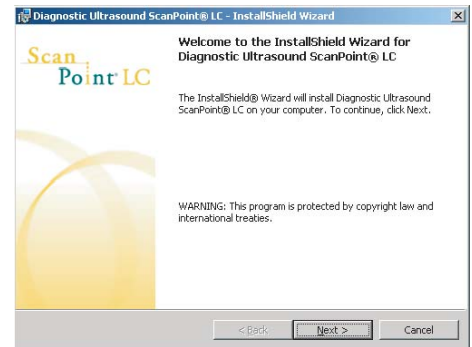 Diagnostic Ultrasound ScanPoint® LC - InstallShield Wizard
Scan
Point® LC
Welcome to the InstallShield Wizard for
Diagnostic Ultrasound ScanPoint® LC
The InstallShield® Wizard will install Diagnostic Ultrasound
ScanPoint® LC on your computer. To continue, click Next.
WARNING: This program is protected by copyright law and
international treaties.
< Back Next > Cancel